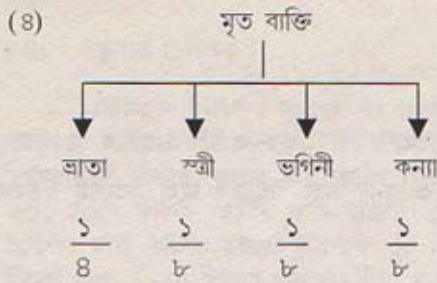 (৪) মৃত ব্যক্তি
ভ্রাতা স্ত্রী ভগিনী কন্যা
১/৪ ১/৮ ১/৮ ১/৮